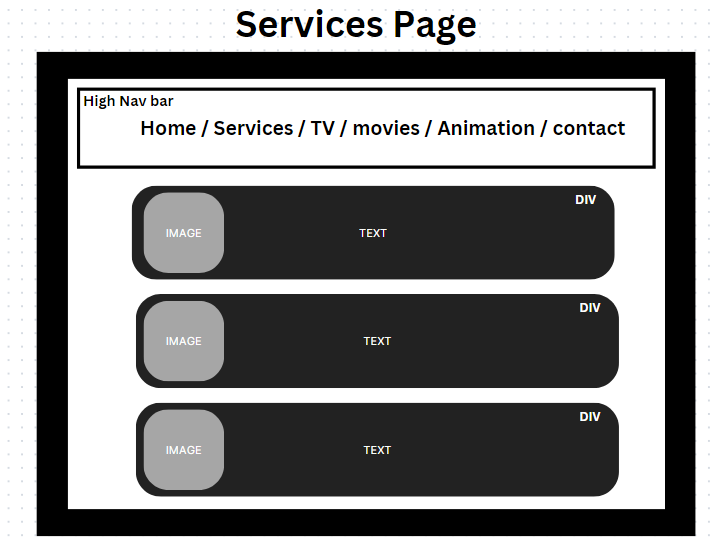 Services Page
High Nav bar
Home / Services / TV / movies / Animation / contact
DIV
IMAGE TEXT
DIV
IMAGE TEXT
DIV
IMAGE TEXT